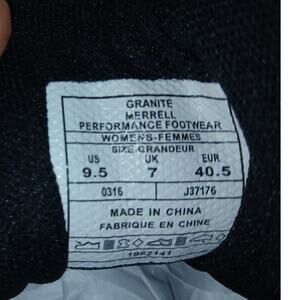 GRANITE
MERRELL
PERFORMANCE FOOTWEAR
WOMENS-FEMMES
SIZE-GRANDEUR
US UK EUR
9.5 7 40.5
0316 J37176
MADE IN CHINA
FABRIQUE EN CHINE
1962141